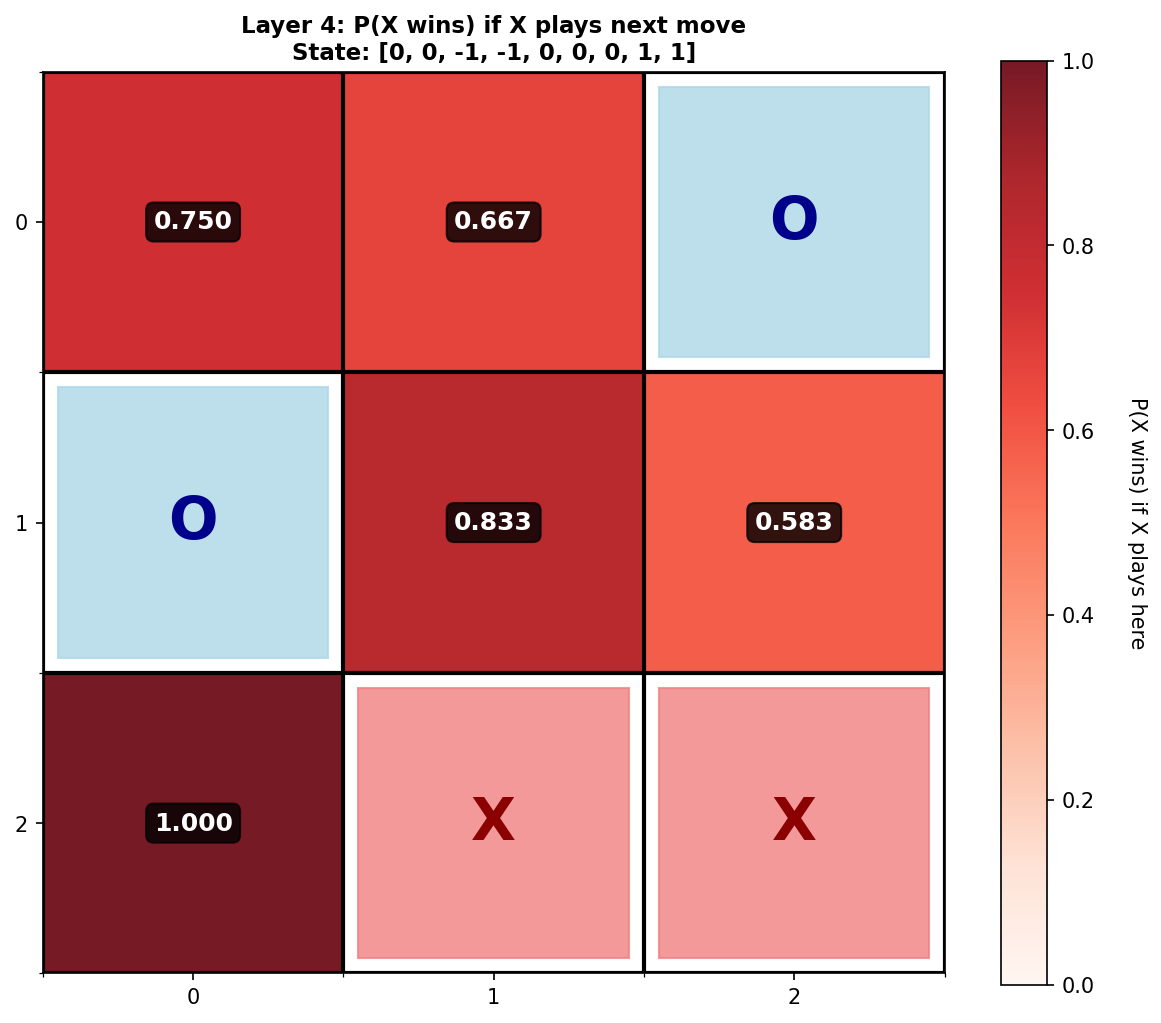 Layer 4: P(X wins) if X plays next move
State: [0, 0, -1, -1, 0, 0, 0, 1, 1]
0
0.750
0.667
O
1
O
0.833
0.583
2
1.000
X
X
0
1
2
1.0
0.8
0.6
0.4
0.2
0.0
P(X wins) if X plays here